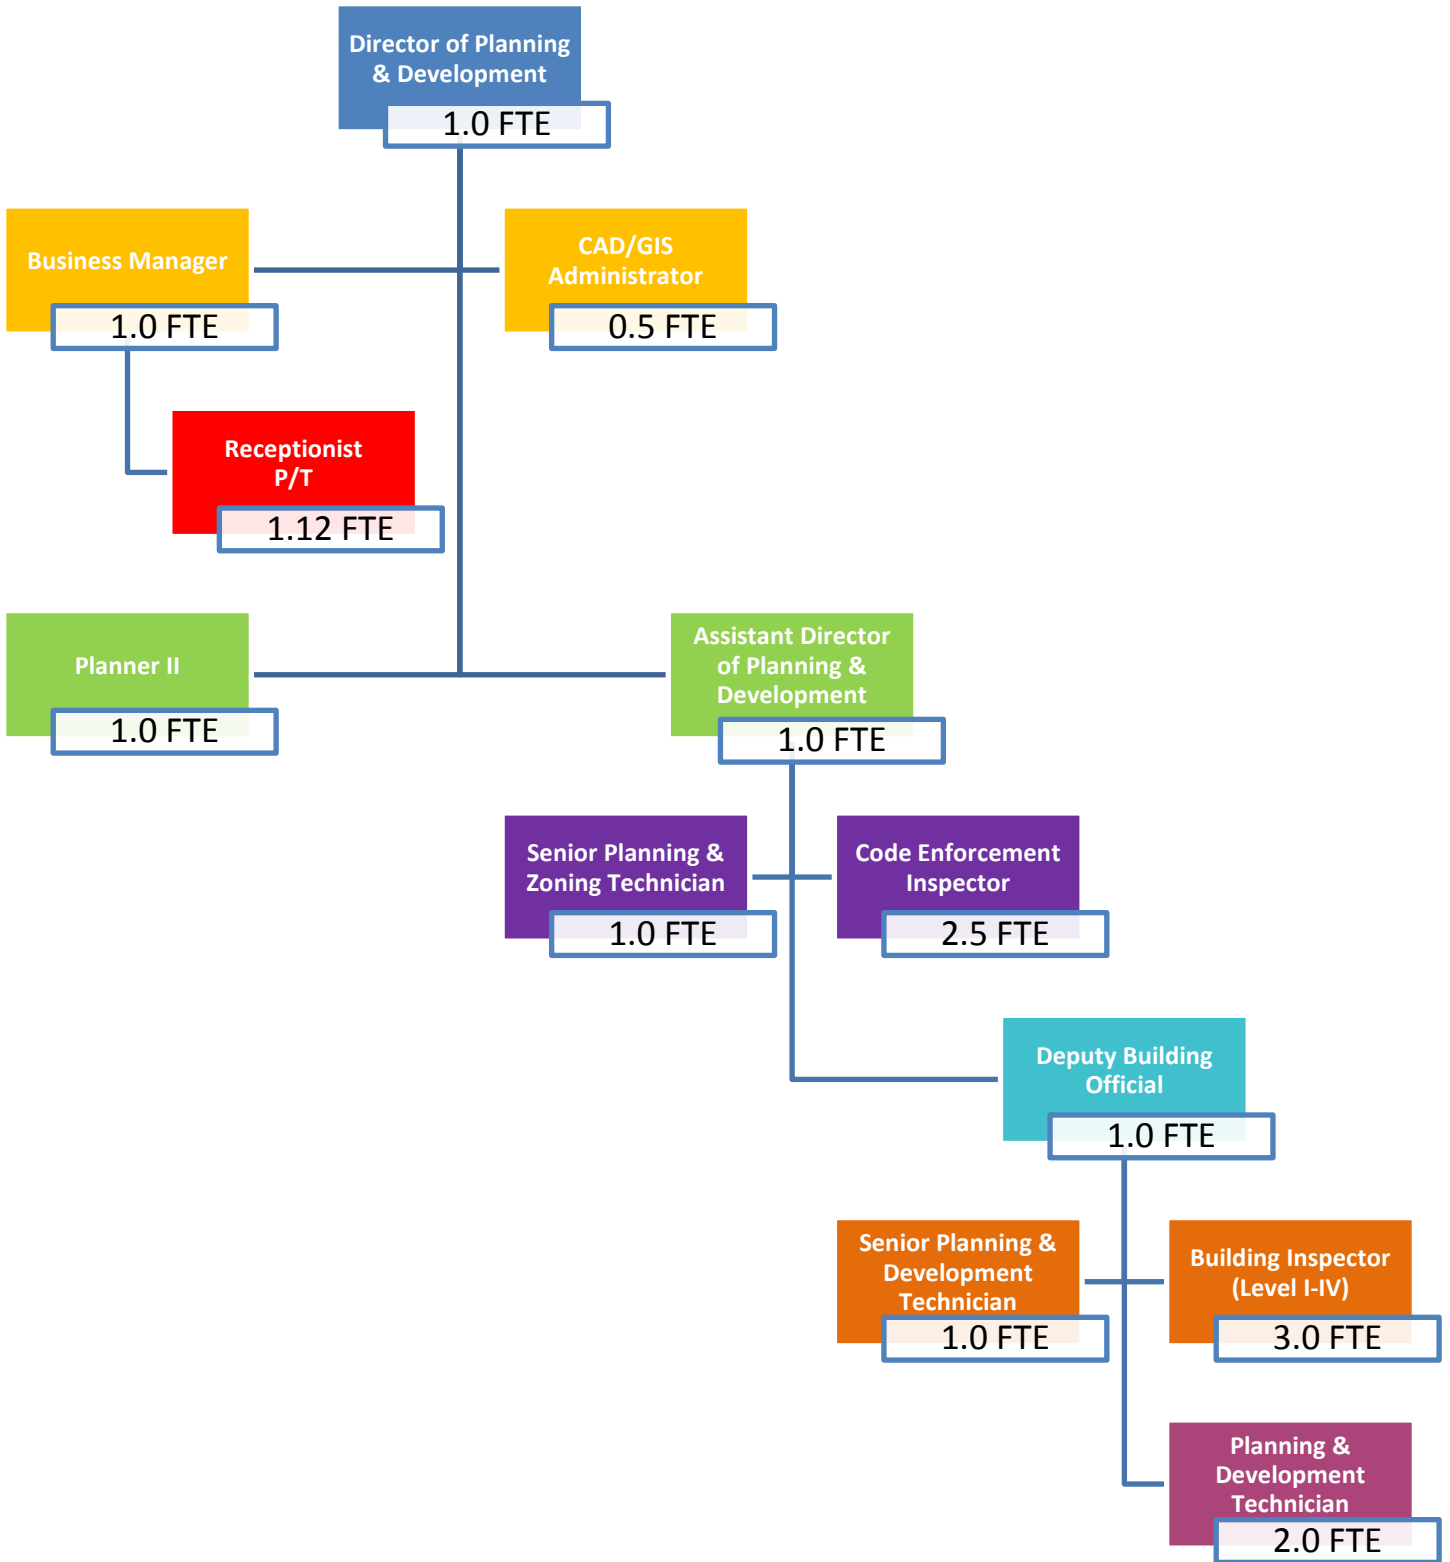 Director of Planning
& Development
1.0 FTE
Business Manager
1.0 FTE
CAD/GIS
Administrator
0.5 FTE
Receptionist
P/T
1.12 FTE
Planner II
1.0 FTE
Assistant Director
of Planning &
Development
1.0 FTE
Senior Planning &
Zoning Technician
1.0 FTE
Code Enforcement
Inspector
2.5 FTE
Deputy Building
Official
1.0 FTE
Senior Planning &
Development
Technician
1.0 FTE
Building Inspector
(Level I-IV)
3.0 FTE
Planning &
Development
Technician
2.0 FTE